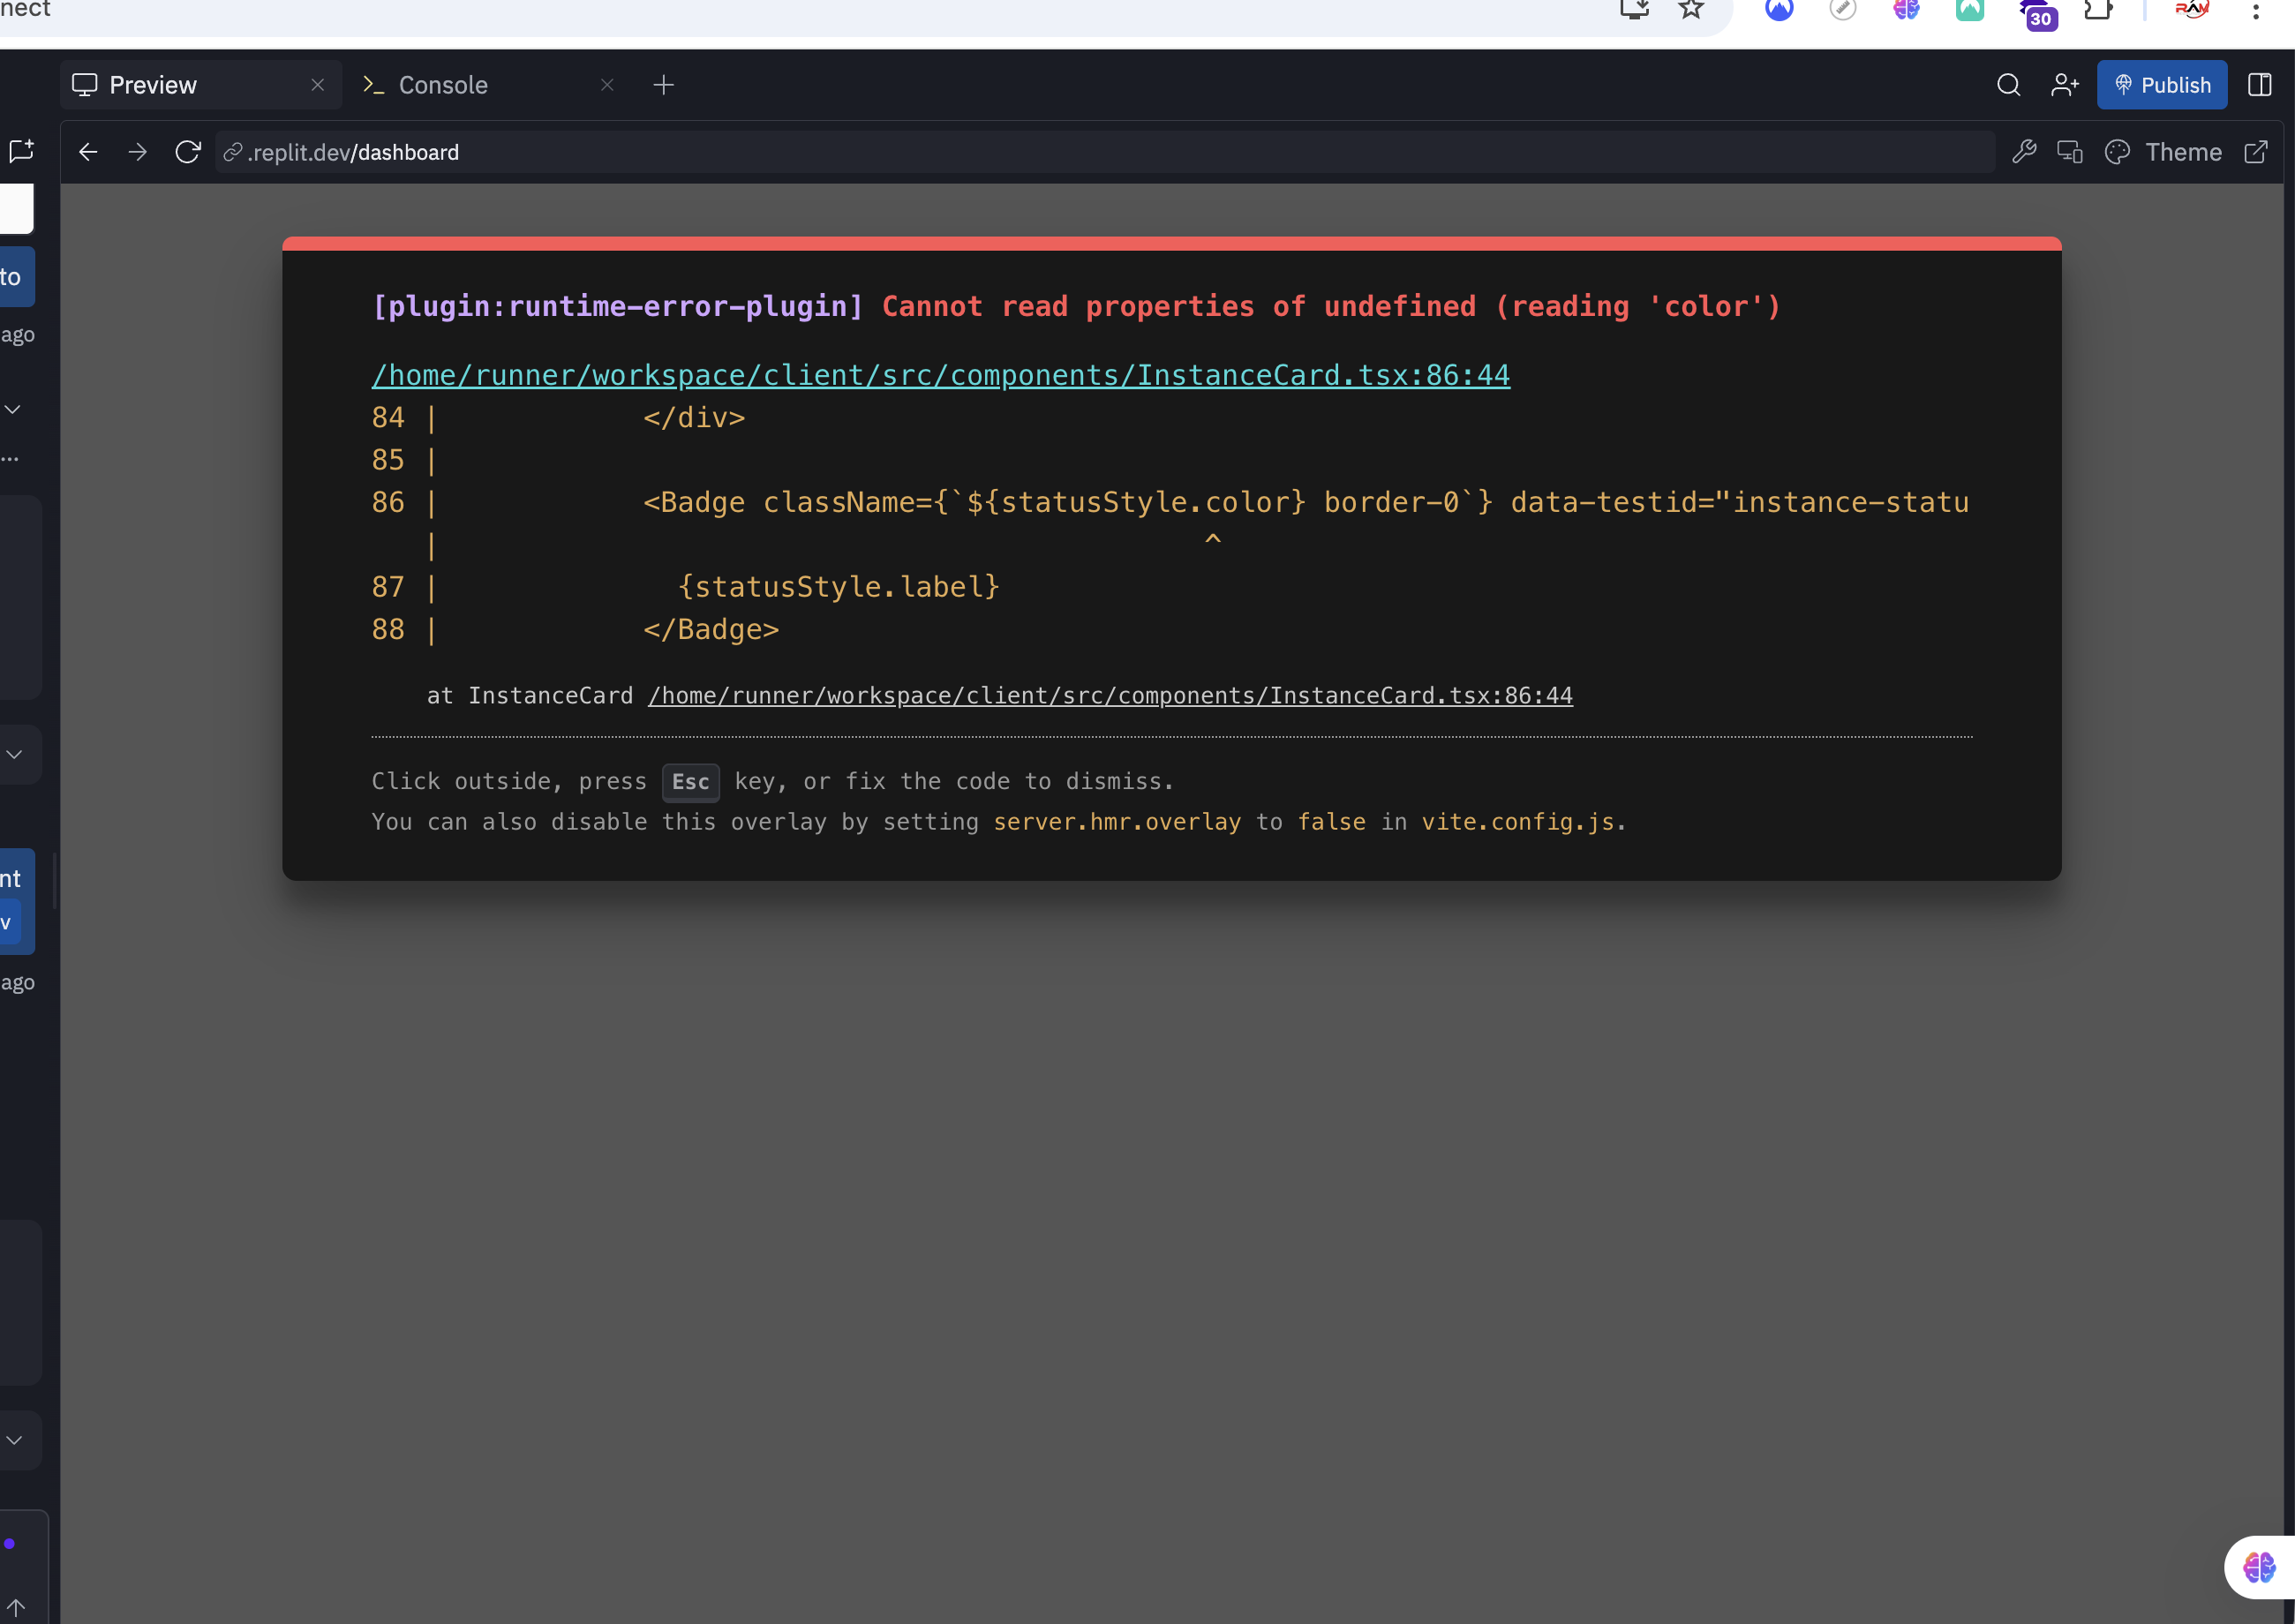 nect
30
RAM
Preview
Console
Publish
.replit.dev/dashboard
Theme
to
ago
...
nt
v
ago
[plugin:runtime-error-plugin] Cannot read properties of undefined (reading 'color')
/home/runner/workspace/client/src/components/InstanceCard.tsx:86:44
84 |            </div>
85 |
86 |            <Badge className={`${statusStyle.color} border-0`} data-testid="instance-statu
   |                                             ^
87 |              {statusStyle.label}
88 |            </Badge>
at InstanceCard /home/runner/workspace/client/src/components/InstanceCard.tsx:86:44
Click outside, press Esc key, or fix the code to dismiss.
You can also disable this overlay by setting server.hmr.overlay to false in vite.config.js.